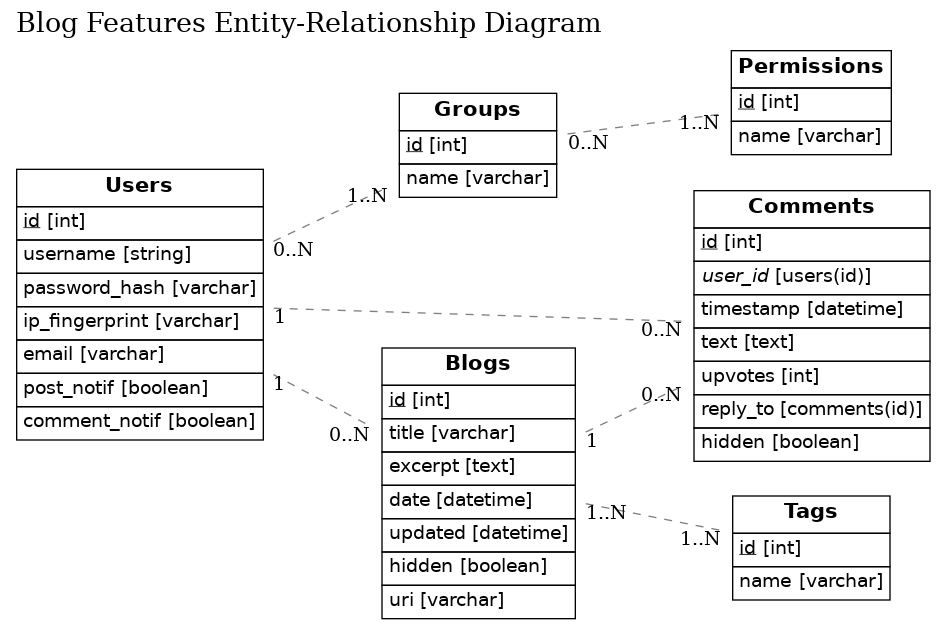 Blog Features Entity-Relationship Diagram
Users
id [int]
username [string]
password_hash [varchar]
ip_fingerprint [varchar]
email [varchar]
post_notif [boolean]
comment_notif [boolean]
Groups
id [int]
name [varchar]
Permissions
id [int]
name [varchar]
Comments
id [int]
user_id [users(id)]
timestamp [datetime]
text [text]
upvotes [int]
reply_to [comments(id)]
hidden [boolean]
Blogs
id [int]
title [varchar]
excerpt [text]
date [datetime]
updated [datetime]
hidden [boolean]
uri [varchar]
Tags
id [int]
name [varchar]
0..N
1..N
0..N
1..N
1
0..N
1
0..N
1
0..N
1..N
1..N